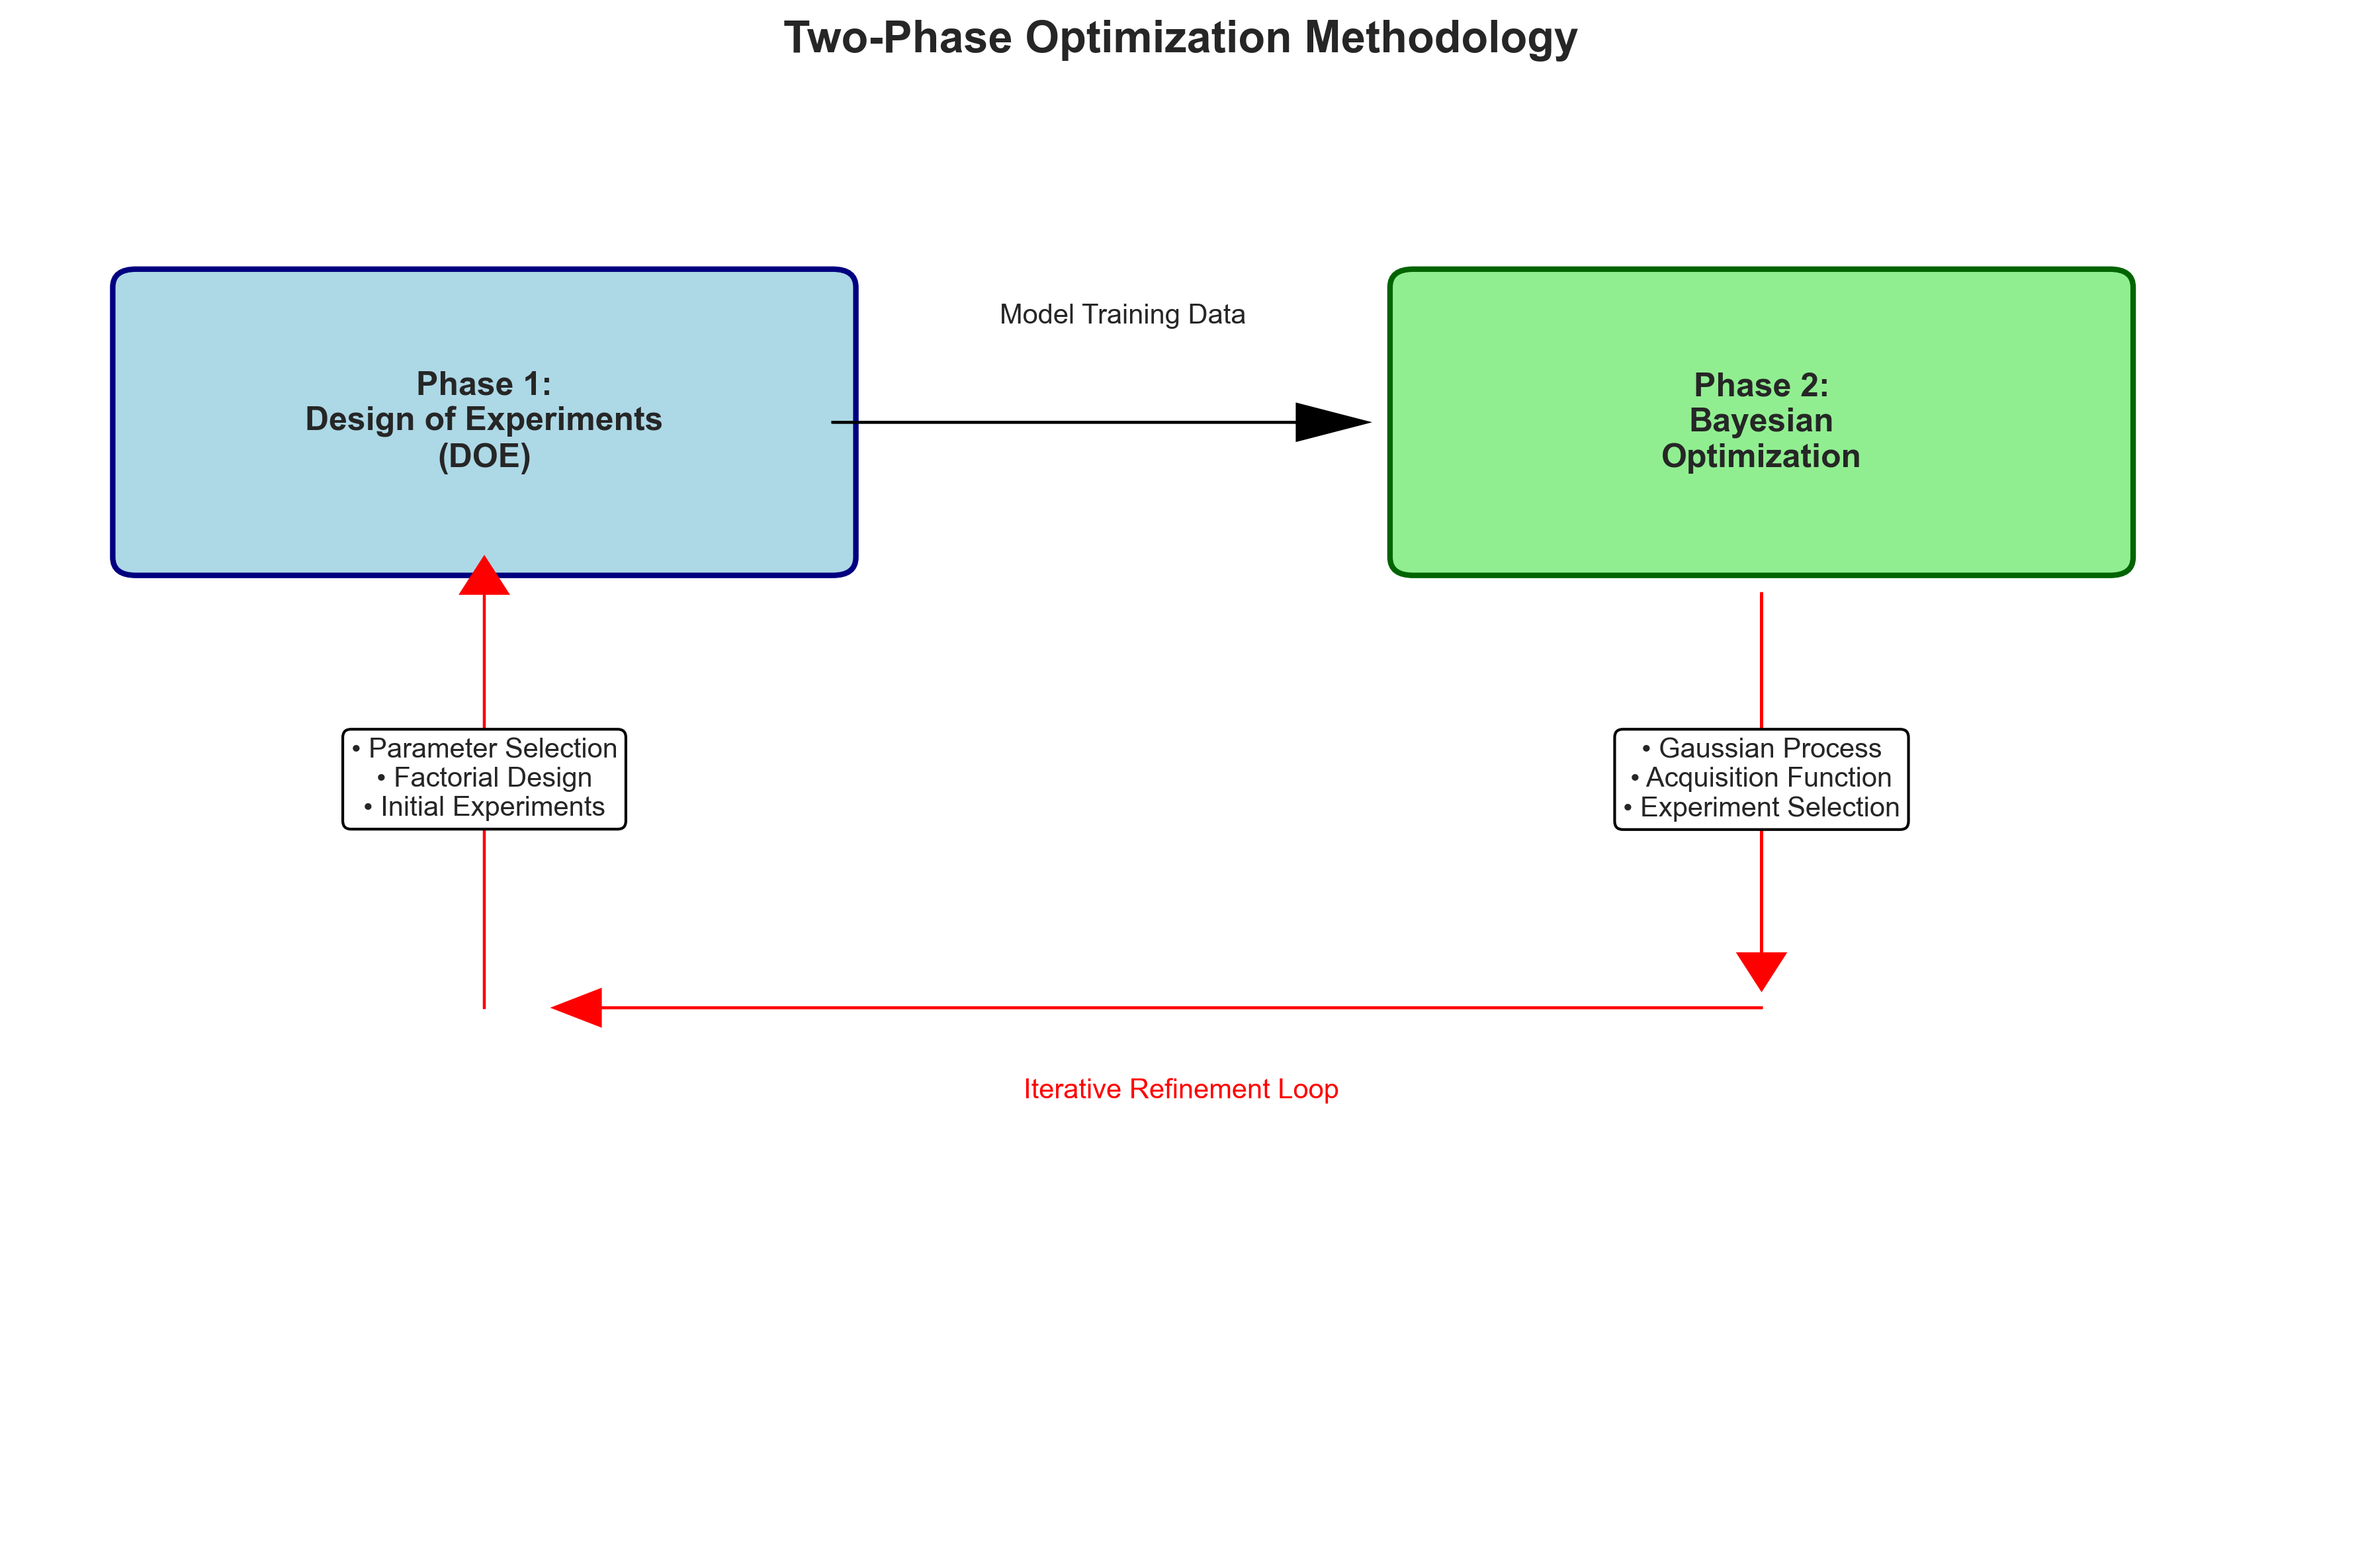 Two-Phase Optimization Methodology
Model Training Data
Phase 1:
Design of Experiments
(DOE)
Phase 2:
Bayesian
Optimization
• Parameter Selection
• Factorial Design
• Initial Experiments
• Gaussian Process
• Acquisition Function
• Experiment Selection
Iterative Refinement Loop